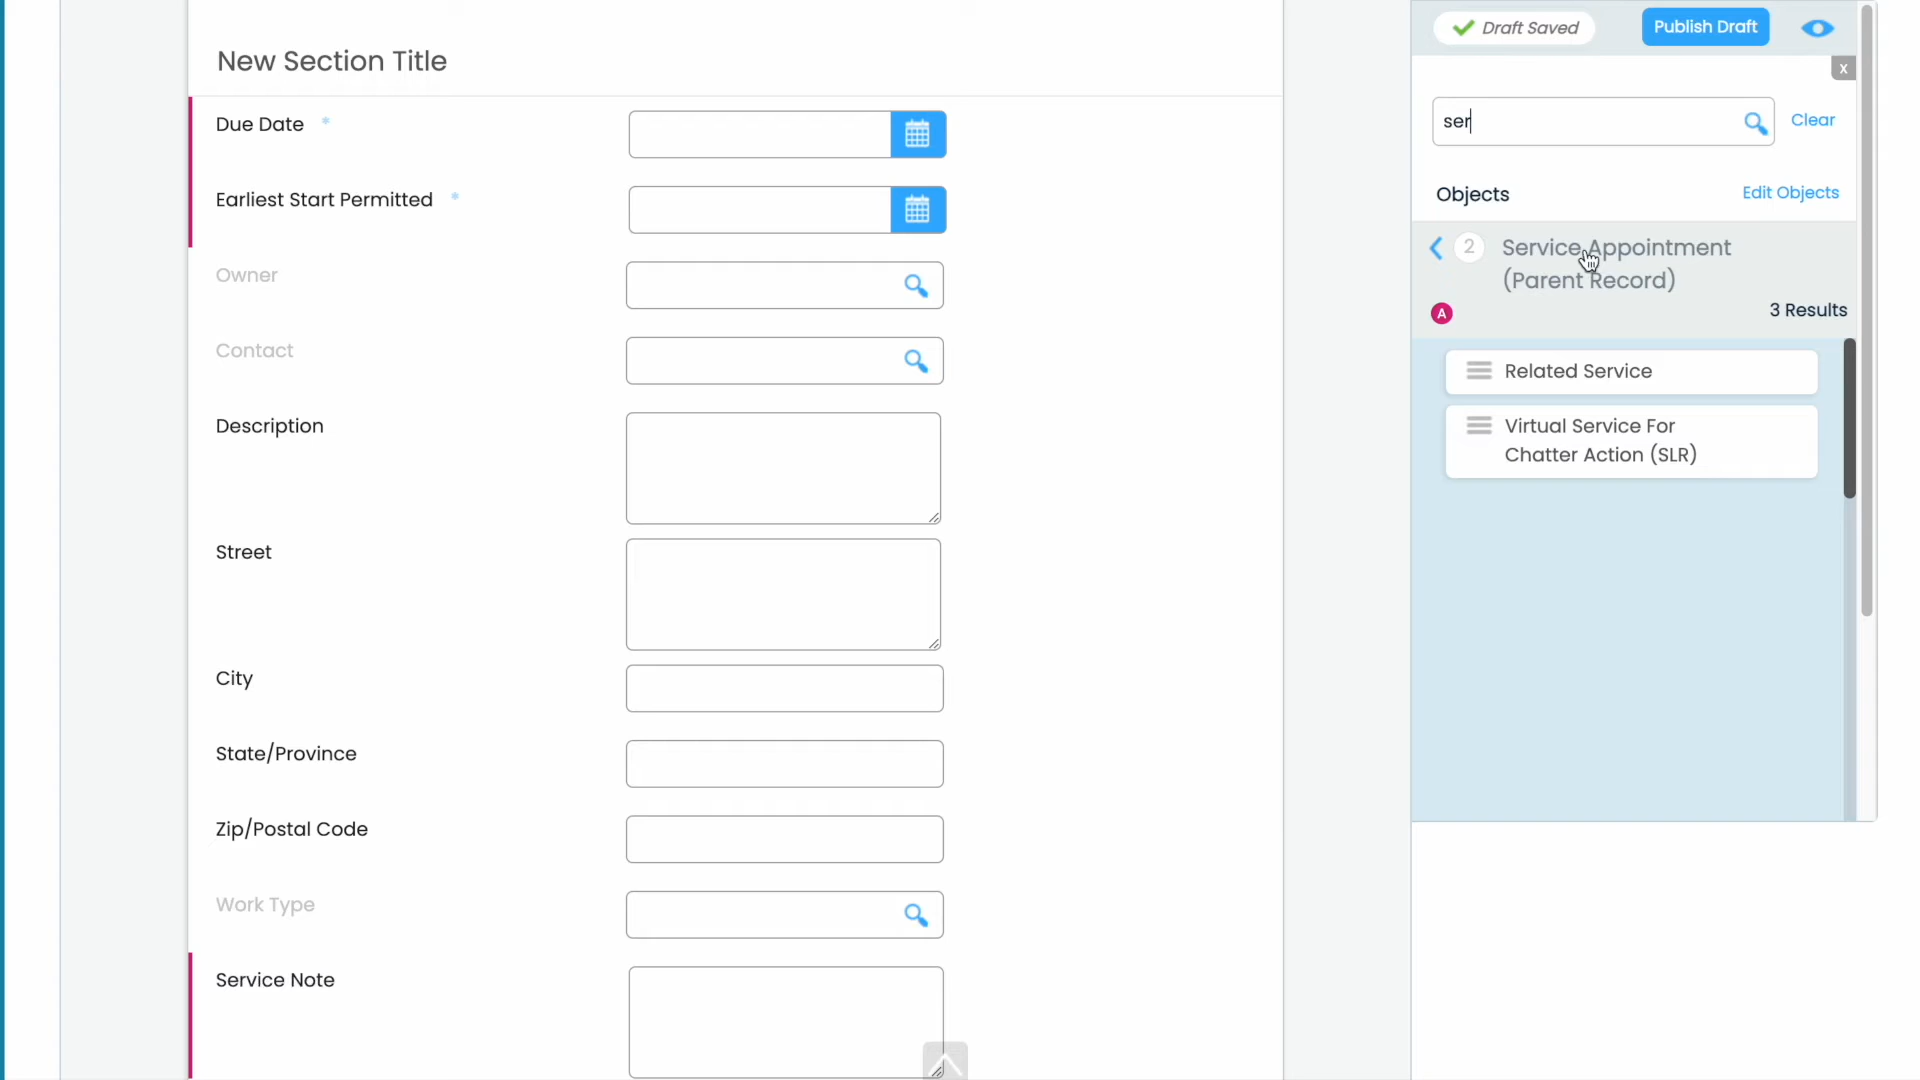 New Section Title
Due Date *
Earliest Start Permitted *
Owner
Contact
Description
Street
City
State/Province
Zip/Postal Code
Work Type
Service Note
Draft Saved
Publish Draft
x
ser
Clear
Objects
Edit Objects
2
Service Appointment
(Parent Record)
A
3 Results
Related Service
Virtual Service For
Chatter Action (SLR)